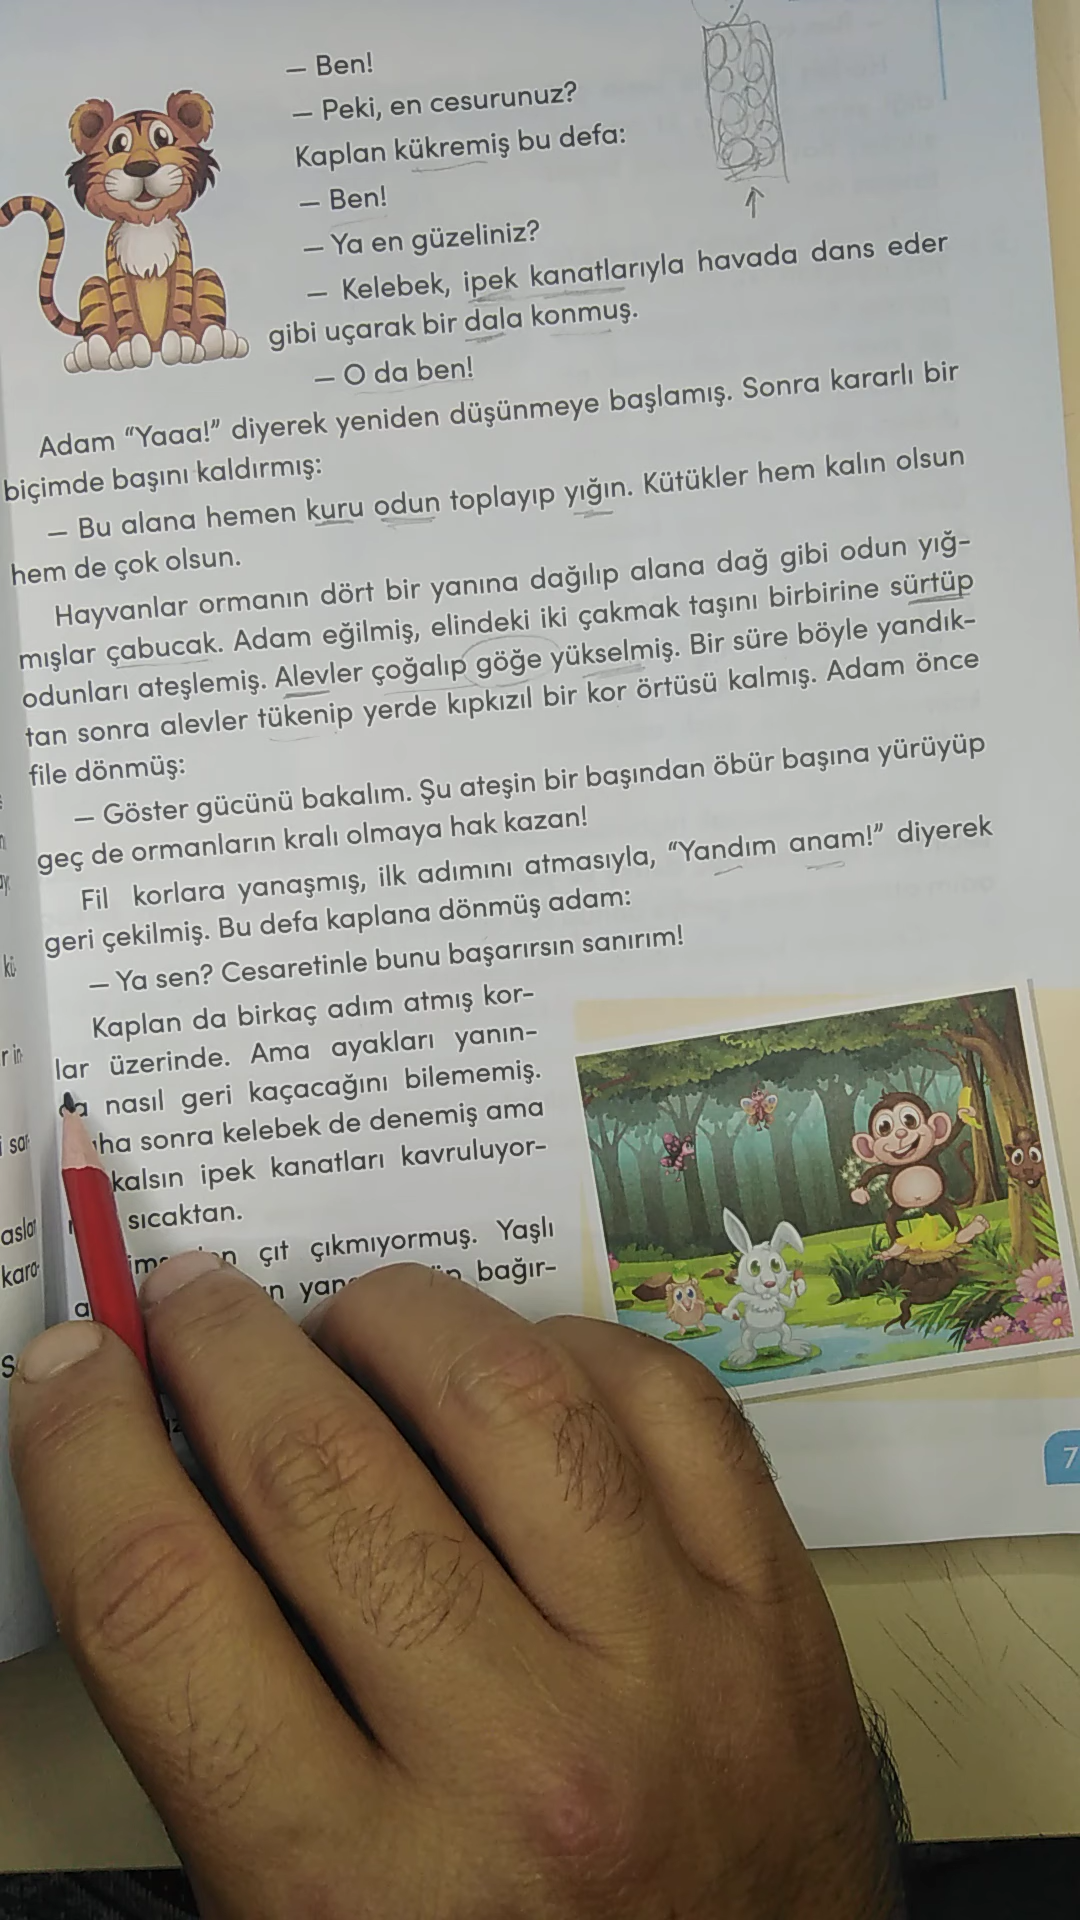 — Ben!
— Peki, en cesurunuz?
Kaplan kükremiş bu defa:
— Ben!
— Ya en güzeliniz?
— Kelebek, ipek kanatlarıyla havada dans eder
gibi uçarak bir dala konmuş.
— O da ben!
Adam “Yaaa!” diyerek yeniden düşünmeye başlamış. Sonra kararlı bir
biçimde başını kaldırmış:
— Bu alana hemen kuru odun toplayıp yığın. Kütükler hem kalın olsun
hem de çok olsun.
Hayvanlar ormanın dört bir yanına dağılıp alana dağ gibi odun yığ-
mışlar çabucak. Adam eğilmiş, elindeki iki çakmak taşını birbirine sürtüp
odunları ateşlemiş. Alevler çoğalıp göğe yükselmiş. Bir süre böyle yandık-
tan sonra alevler tükenip yerde kıpkızıl bir kor örtüsü kalmış. Adam önce
file dönmüş:
— Göster gücünü bakalım. Şu ateşin bir başından öbür başına yürüyüp
geç de ormanların kralı olmaya hak kazan!
Fil korlara yanaşmış, ilk adımını atmasıyla, “Yandım anam!” diyerek
geri çekilmiş. Bu defa kaplana dönmüş adam:
— Ya sen? Cesaretinle bunu başarırsın sanırım!
Kaplan da birkaç adım atmış kor-
lar üzerinde. Ama ayakları yanın-
nasıl geri kaçacağını bilememiş.
sonra kelebek de denemiş ama
kalsın ipek kanatları kavruluyor-
sıcaktan.
çıt çıkmıyormuş. Yaşlı
bağır-
7